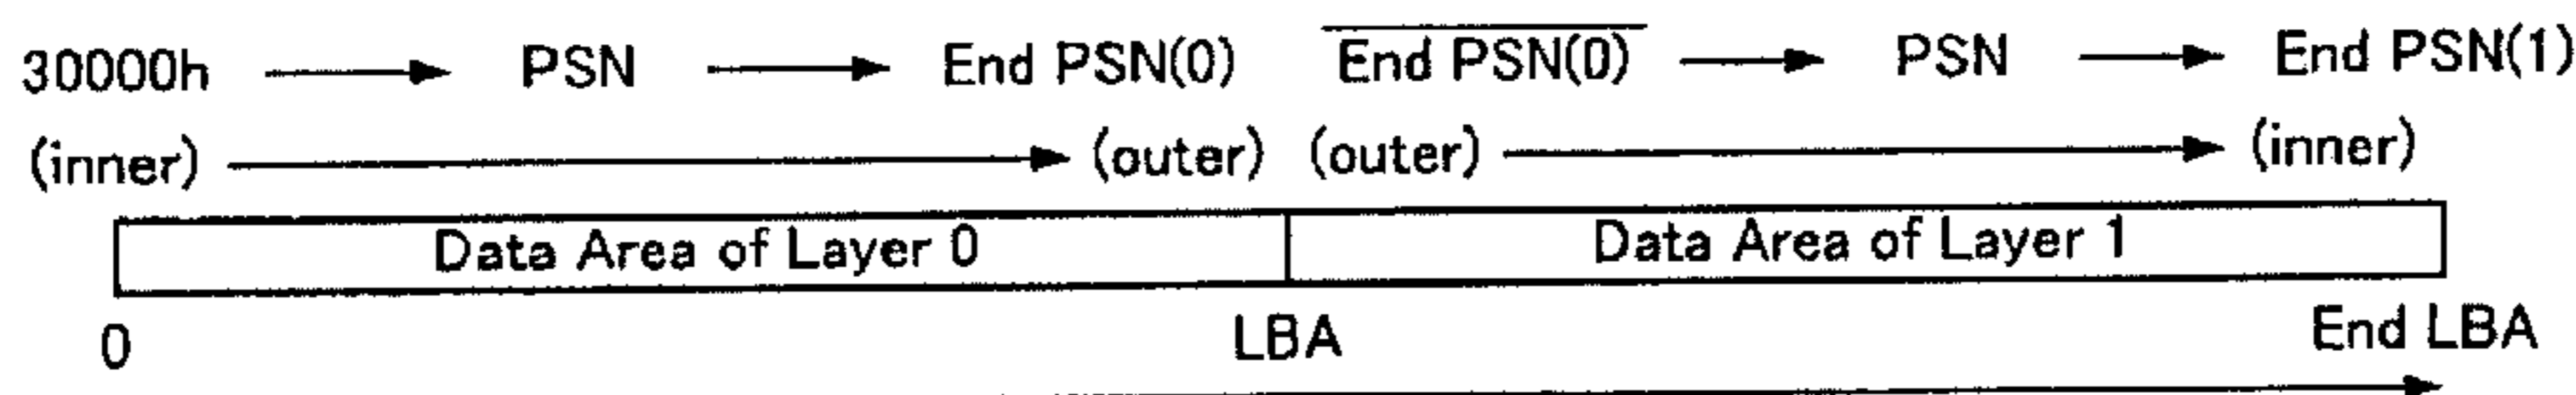 30000h → PSN → End PSN(0) End PSN(0) → PSN → End PSN(1)
(inner) → (outer) (outer) → (inner)
Data Area of Layer 0 Data Area of Layer 1
0 LBA End LBA